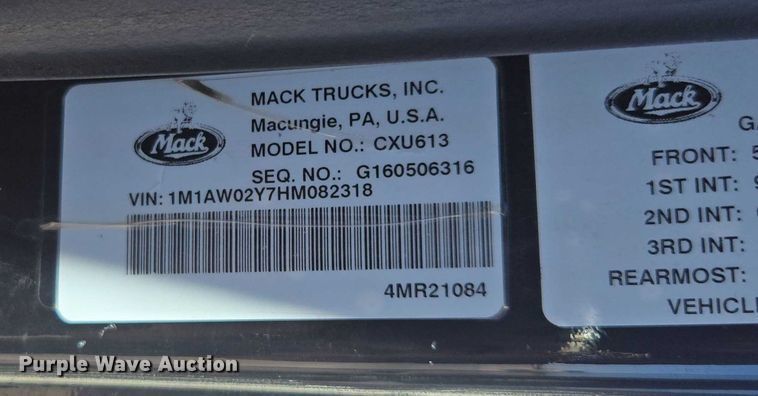 Mack
MACK TRUCKS, INC.
Macungie, PA, U.S.A.
MODEL NO.: CXU613
SEQ. NO.: G160506316
VIN: 1M1AW02Y7HM082318
4MR21084
Mack
FRONT:
1ST INT:
2ND INT:
3RD INT:
REARMOST:
Purple Wave Auction